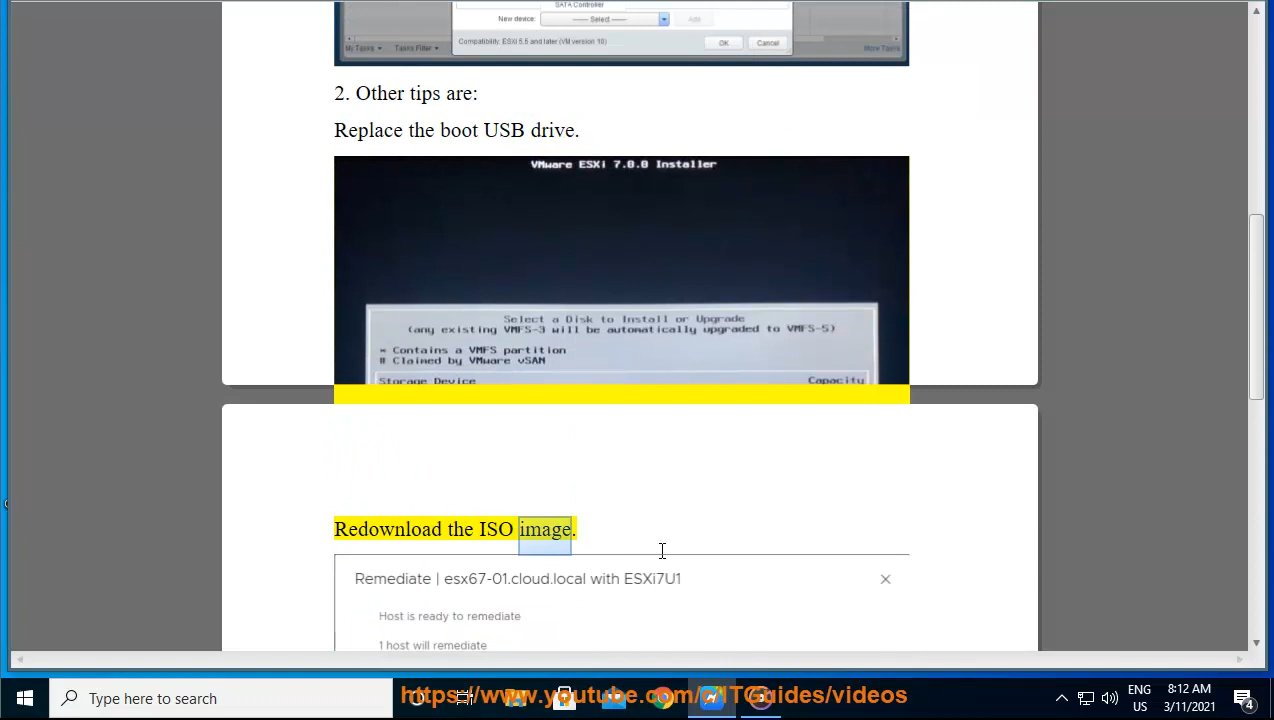 SATA Controller
New device: ----- Select -----
Add
Compatibility: ESXi 5.5 and later (VM version 10)
OK
Cancel
My Tasks
Tasks Filter
More Tasks
2. Other tips are:
Replace the boot USB drive.
VMware ESXi 7.0.0 Installer
Select a Disk to Install or Upgrade
(any existing VMFS-3 will be automatically upgraded to VMFS-5)
* Contains a VMFS partition
# Claimed by VMware vSAN
Storage Device Capacity
Redownload the ISO image.
Remediate | esx67-01.cloud.local with ESXi7U1
Host is ready to remediate
1 host will remediate
Type here to search
https://www.youtube.com/c/ITGuides/videos
ENG
US
8:12 AM
3/11/2021
4